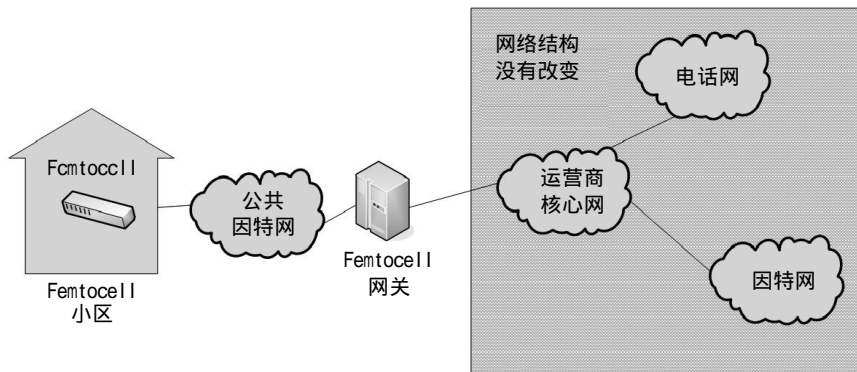 网络结构
没有改变
电话网
Fcmtoccll
公共
因特网
运营商
核心网
Femtocell
网关
因特网
Femtocell
小区